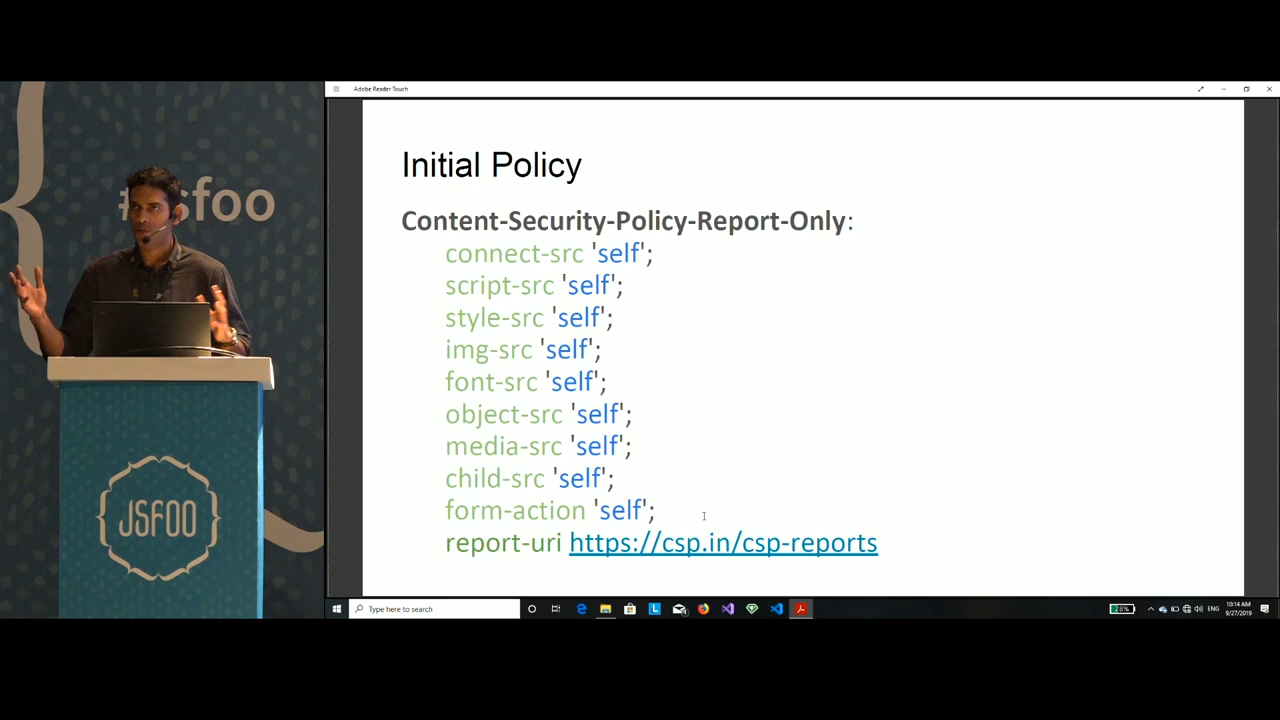 #jsfoo
JSFOO
Adobe Reader Touch
Initial Policy
Content-Security-Policy-Report-Only:
connect-src 'self';
script-src 'self';
style-src 'self';
img-src 'self';
font-src 'self';
object-src 'self';
media-src 'self';
child-src 'self';
form-action 'self';
report-uri https://csp.in/csp-reports
Type here to search
28%
ENG
10:14 AM
9/27/2019